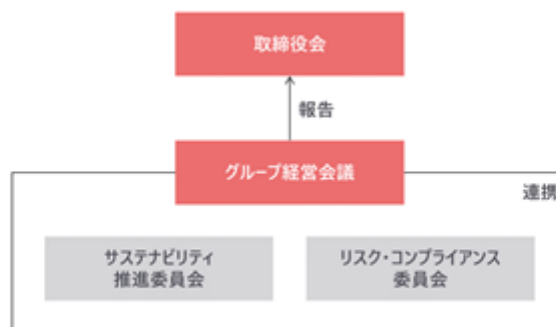 取締役会
報告
グループ経営会議
連携
サステナビリティ
推進委員会
リスク・コンプライアンス
委員会